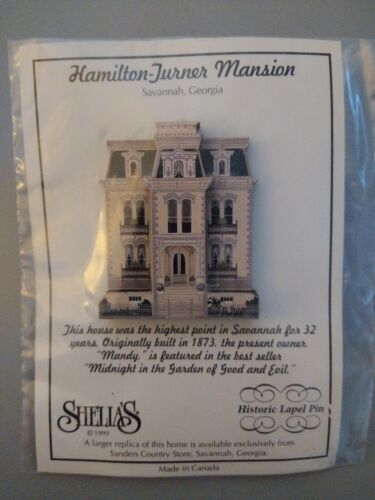 Hamilton-Turner Mansion
Savannah, Georgia
This house was the highest point in Savannah for 32
years. Originally built in 1873, the present owner,
"Mandy," is featured in the best seller
"Midnight in the Garden of Good and Evil."
SHELIA'S
© 1999
Historic Lapel Pin
A larger replica of this home is available exclusively from
Sanders Country Store, Savannah, Georgia.
Made in Canada